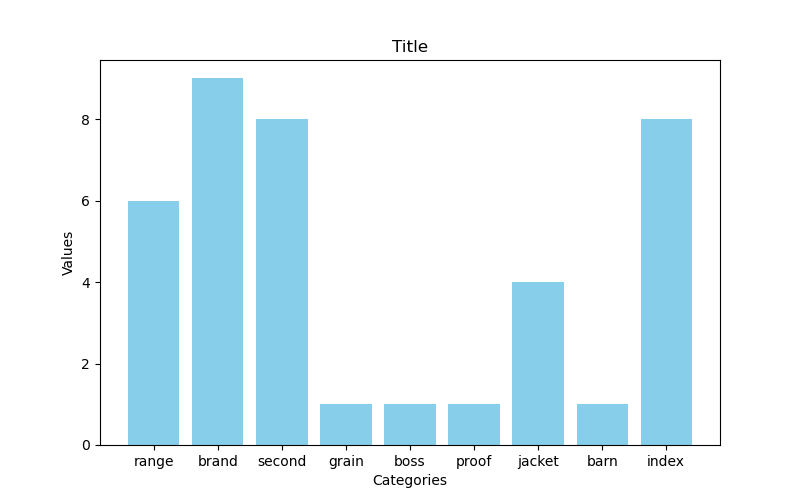 Title
Values
8
6
4
2
0
range brand second grain boss proof jacket barn index
Categories